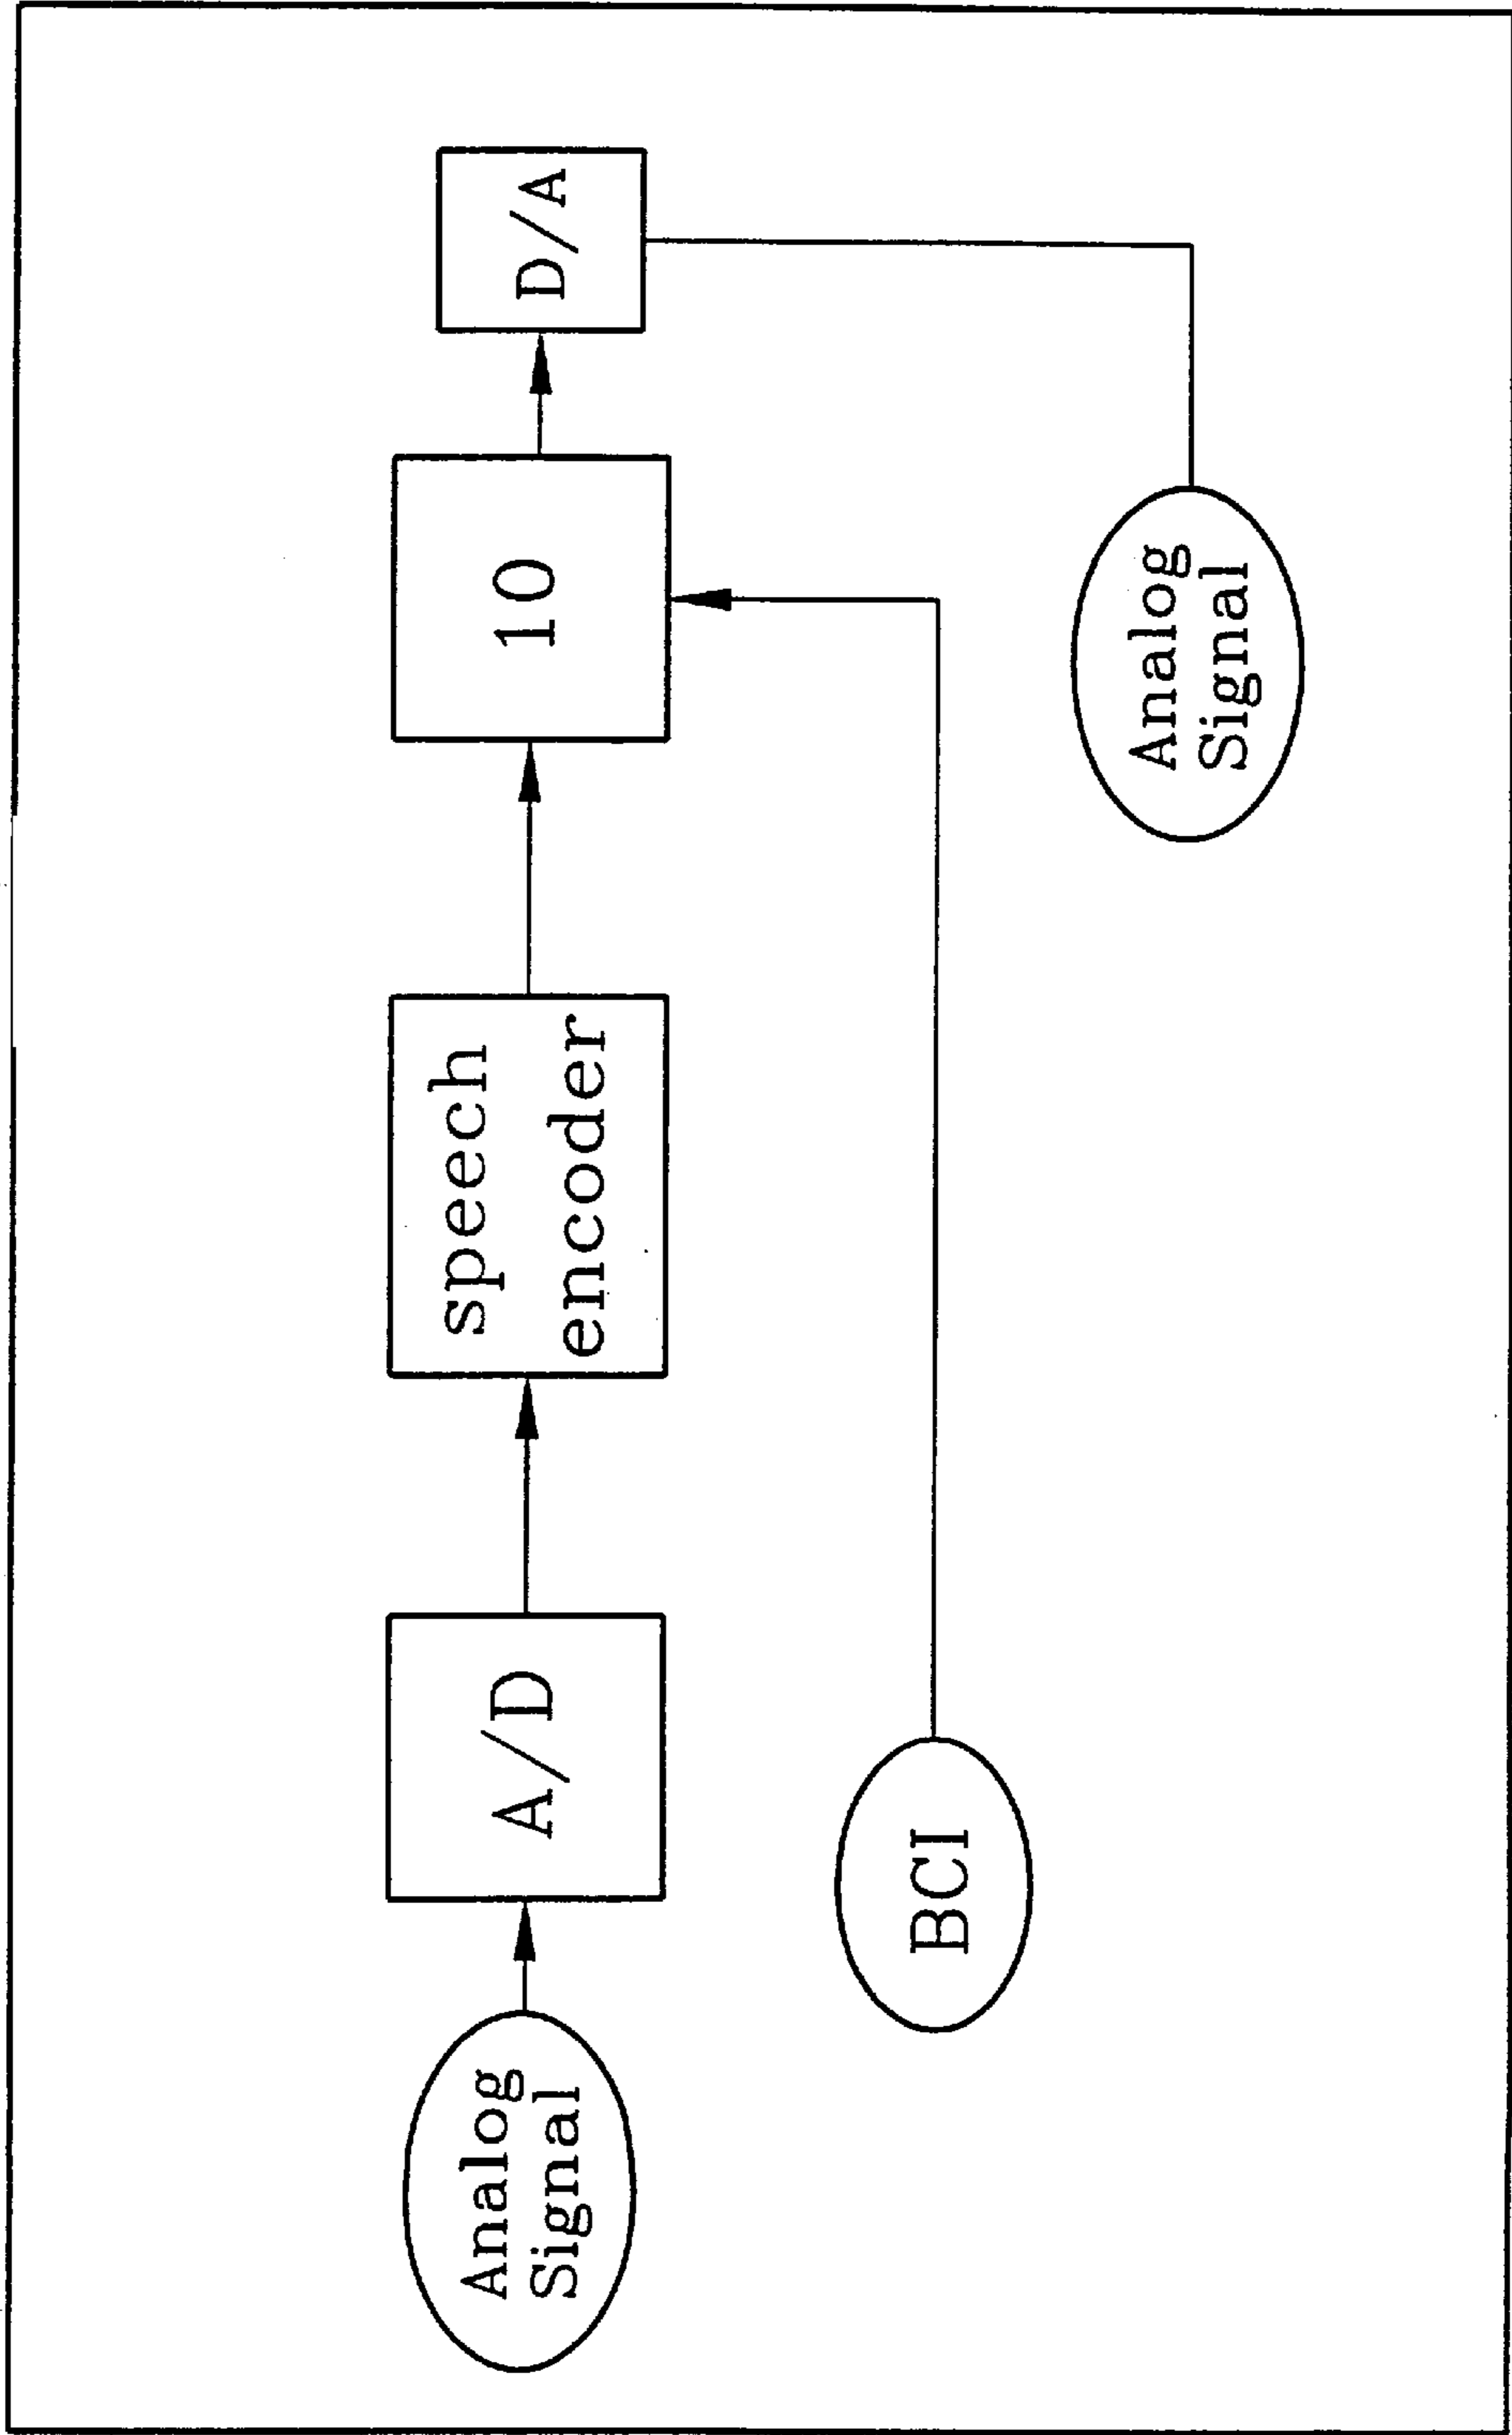 Analog
Signal
A/D
speech
encoder
10
D/A
BCI
Analog
Signal